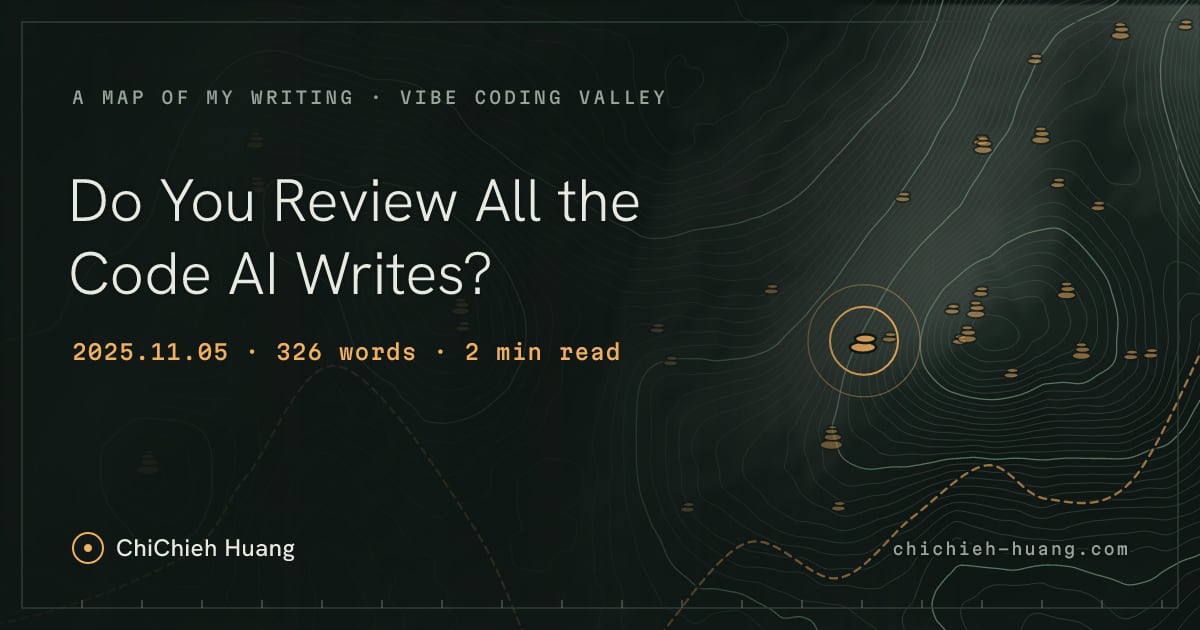 A MAP OF MY WRITING · VIBE CODING VALLEY
Do You Review All the
Code AI Writes?
2025.11.05 · 326 words · 2 min read
ChiChieh Huang
chichieh-huang.com